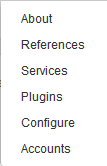 About
References
Services
Plugins
Configure
Accounts